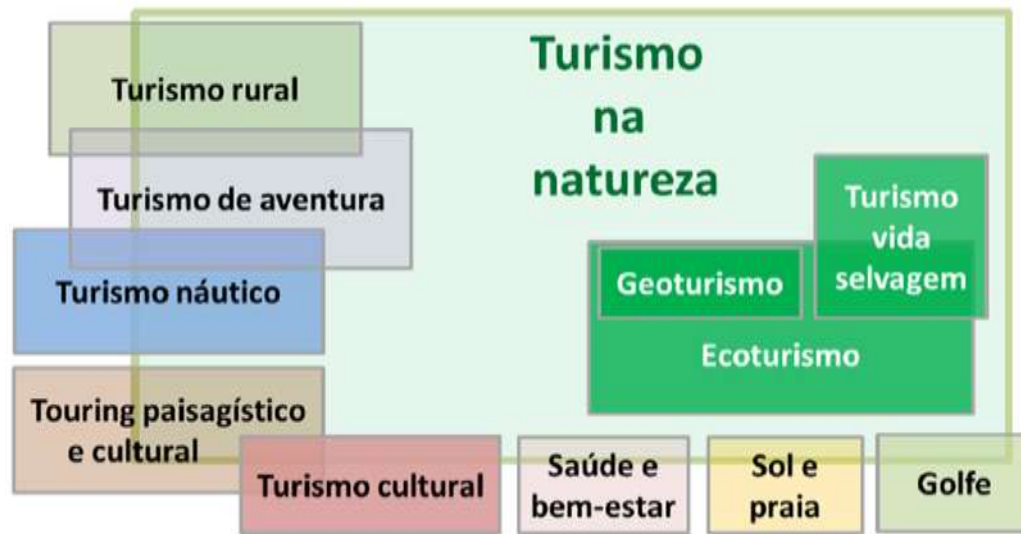 Turismo
na
natureza
Turismo rural
Turismo de aventura
Turismo náutico
Touring paisagístico
e cultural
Turismo
vida
selvagem
Geoturismo
Ecoturismo
Turismo cultural
Saúde e
bem-estar
Sol e
praia
Golfe